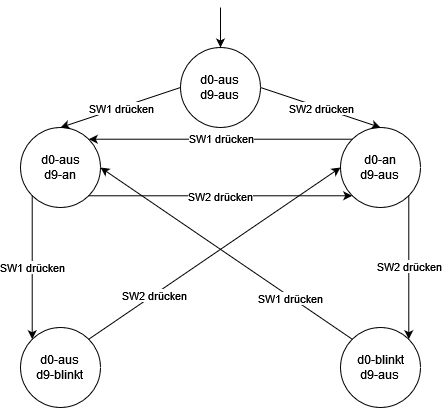 d0-aus
d9-aus
SW1 drücken
SW2 drücken
SW1 drücken
d0-aus
d9-an
d0-an
d9-aus
SW2 drücken
SW1 drücken
SW2 drücken
SW2 drücken
SW1 drücken
d0-aus
d9-blinkt
d0-blinkt
d9-aus